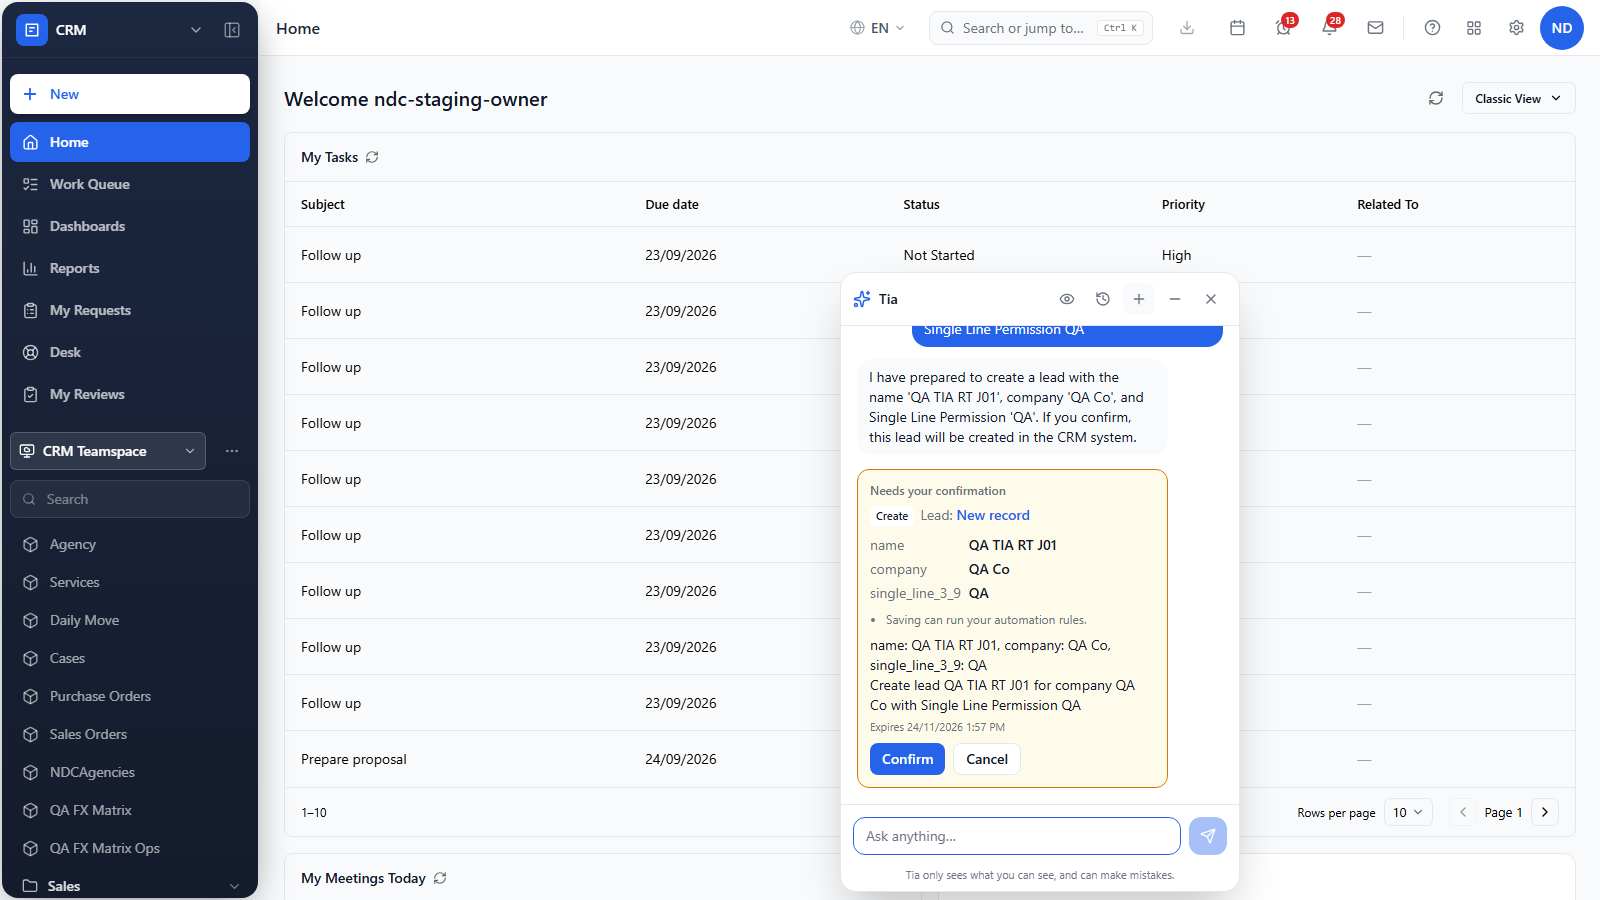 CRM
Home
EN
Search or jump to...
Ctrl K
13
28
ND
New
Home
Work Queue
Dashboards
Reports
My Requests
Desk
My Reviews
CRM Teamspace
Search
Agency
Services
Daily Move
Cases
Purchase Orders
Sales Orders
NDCAgencies
QA FX Matrix
QA FX Matrix Ops
Sales
Welcome ndc-staging-owner
Classic View
My Tasks
Subject Due date Status Priority Related To
Follow up 23/09/2026 Not Started High —
Follow up 23/09/2026 —
Follow up 23/09/2026 —
Follow up 23/09/2026 —
Follow up 23/09/2026 —
Follow up 23/09/2026 —
Follow up 23/09/2026 —
Follow up 23/09/2026 —
Follow up 23/09/2026 —
Prepare proposal 24/09/2026 —
1–10
Rows per page 10 Page 1
My Meetings Today
Tia
Single Line Permission QA
I have prepared to create a lead with the
name 'QA TIA RT J01', company 'QA Co', and
Single Line Permission 'QA'. If you confirm,
this lead will be created in the CRM system.
Needs your confirmation
Create Lead: New record
name QA TIA RT J01
company QA Co
single_line_3_9 QA
• Saving can run your automation rules.
name: QA TIA RT J01, company: QA Co,
single_line_3_9: QA
Create lead QA TIA RT J01 for company QA
Co with Single Line Permission QA
Expires 24/11/2026 1:57 PM
Confirm Cancel
Ask anything...
Tia only sees what you can see, and can make mistakes.